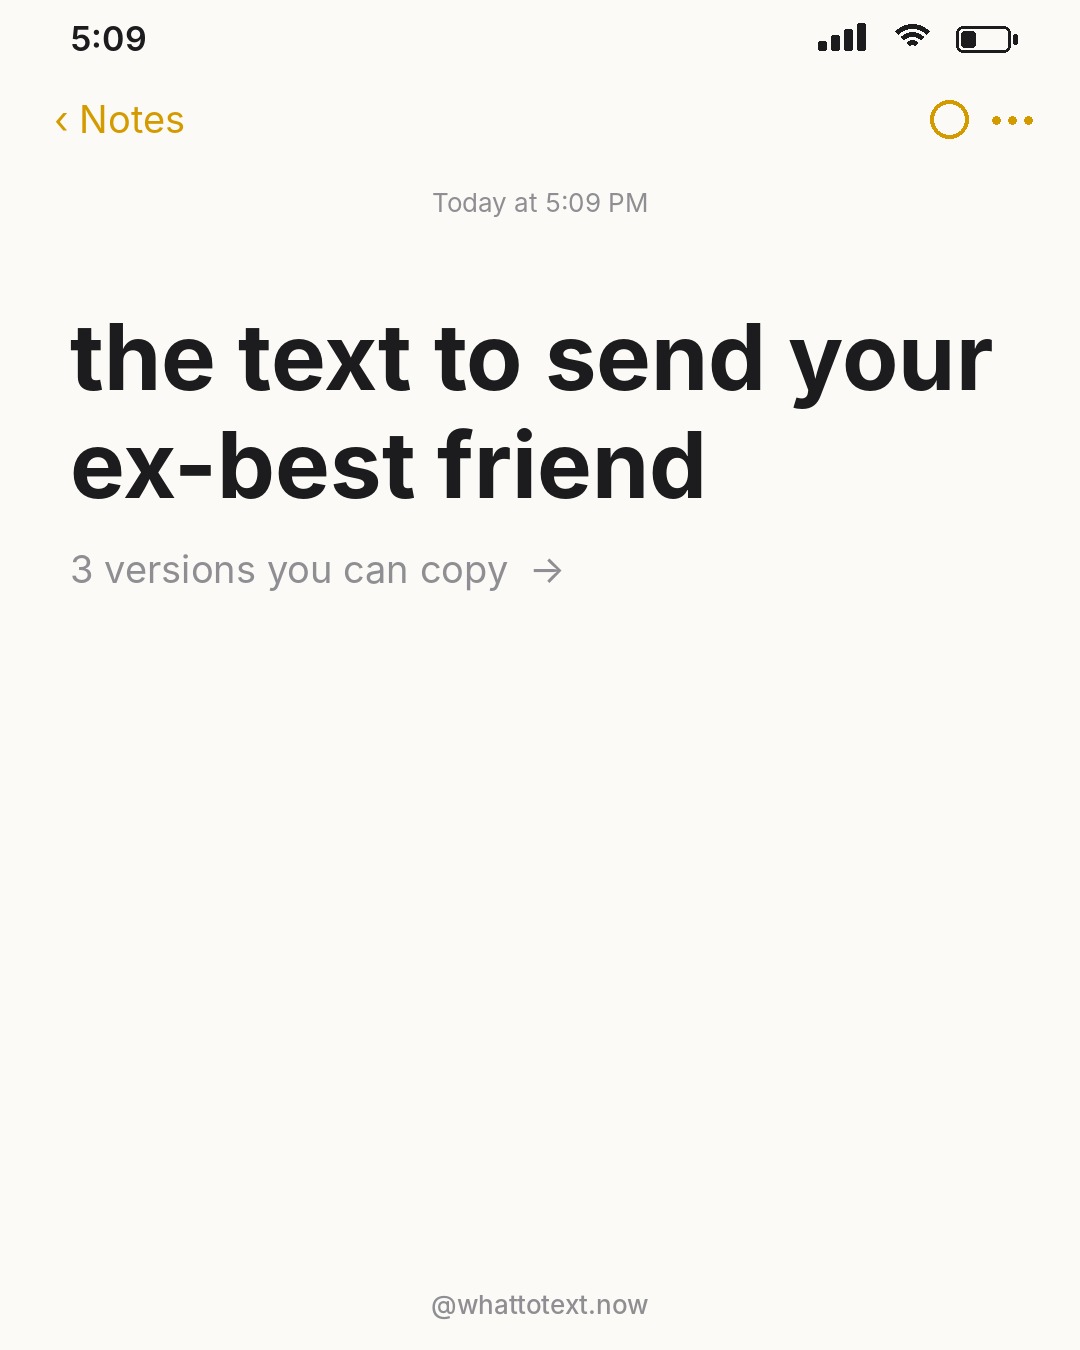 5:09
‹ Notes
Today at 5:09 PM
the text to send your
ex-best friend
3 versions you can copy →
@whattotext.now